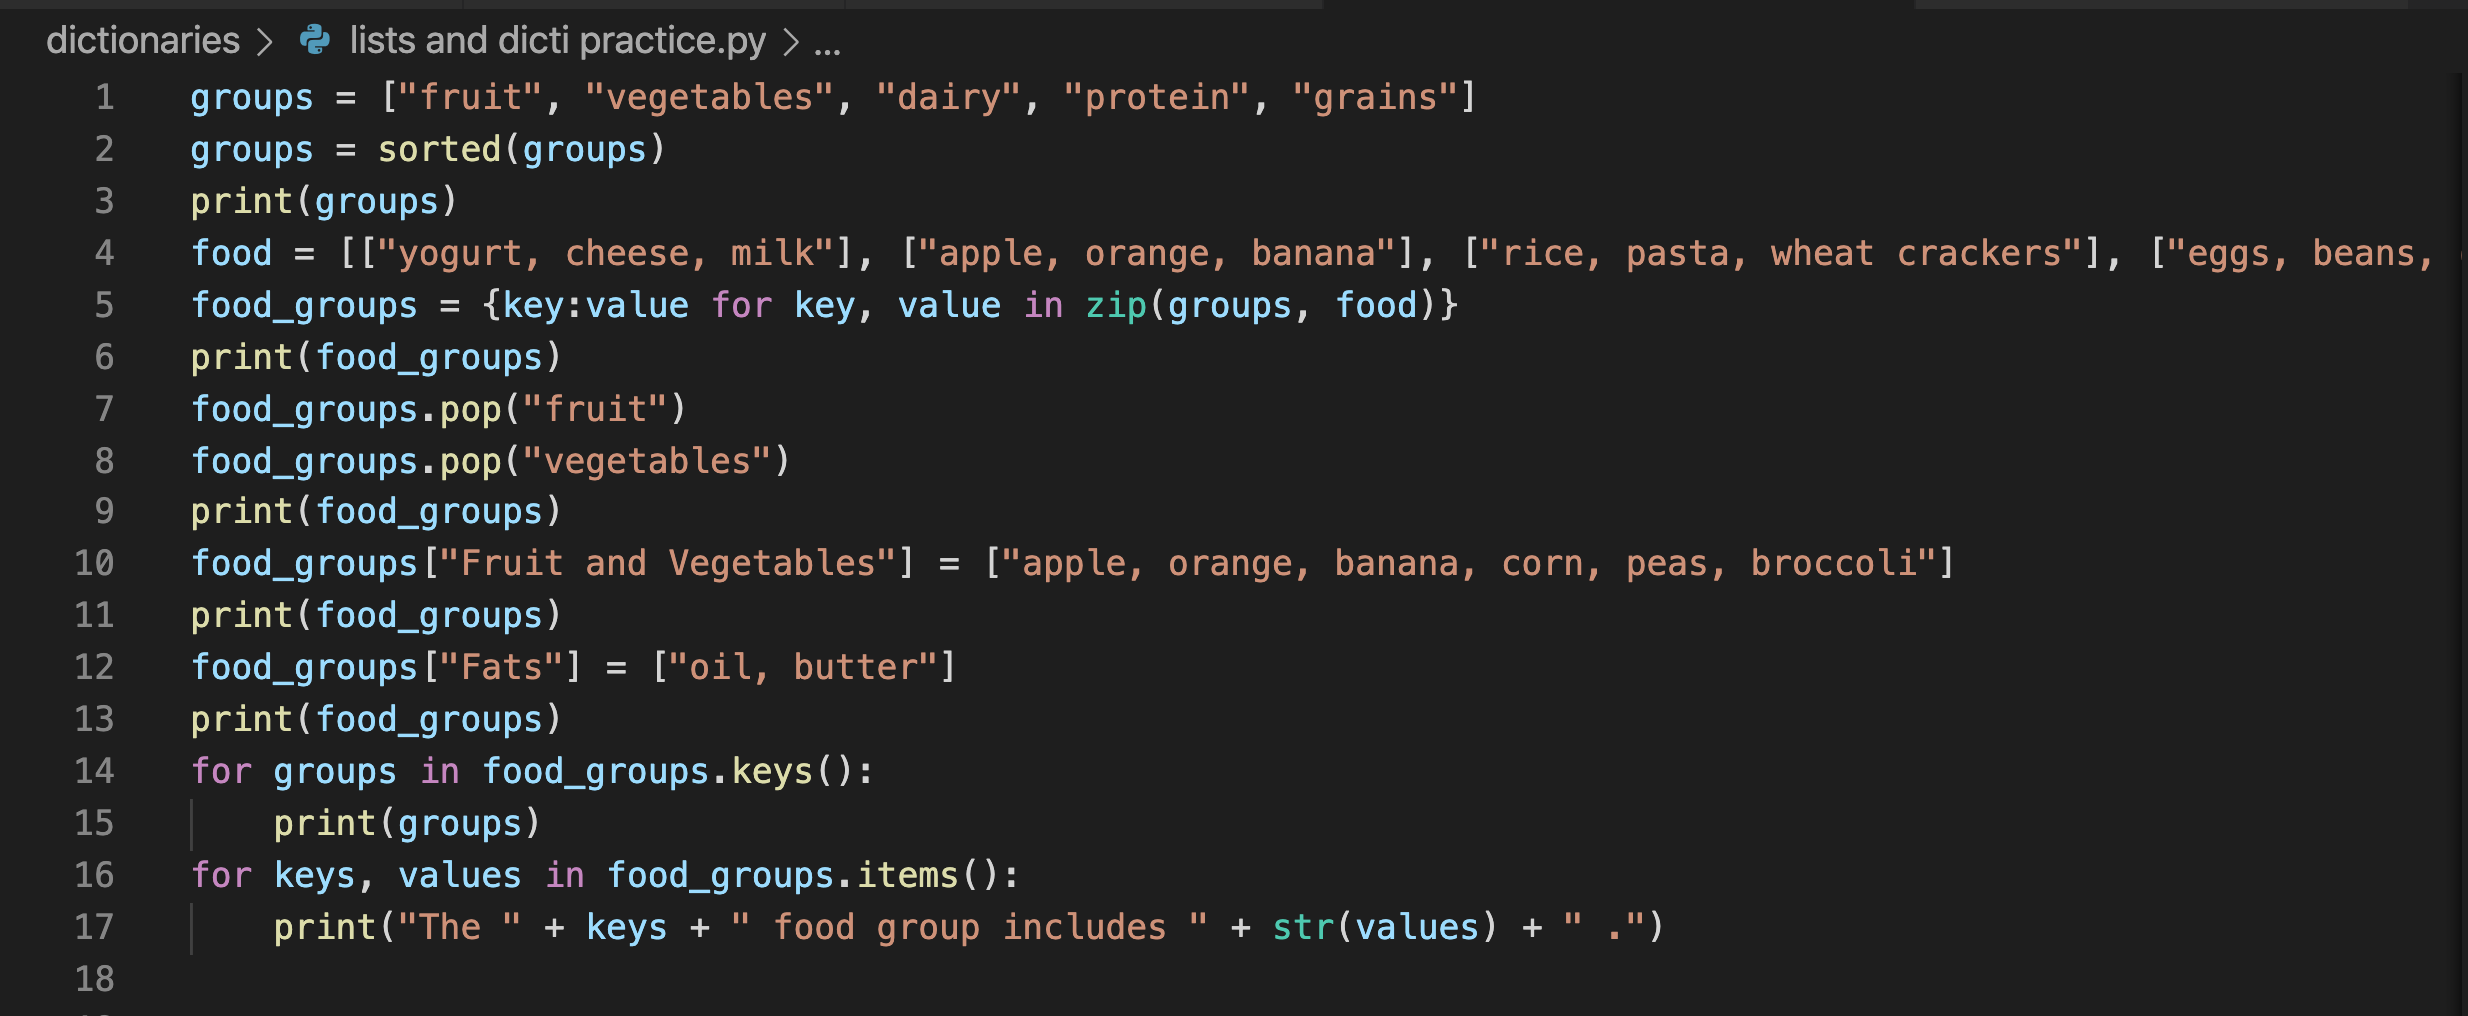 dictionaries > lists and dicti practice.py > ...
1 groups = ["fruit", "vegetables", "dairy", "protein", "grains"]
2 groups = sorted(groups)
3 print(groups)
4 food = [["yogurt, cheese, milk"], ["apple, orange, banana"], ["rice, pasta, wheat crackers"], ["eggs, beans,
5 food_groups = {key:value for key, value in zip(groups, food)}
6 print(food_groups)
7 food_groups.pop("fruit")
8 food_groups.pop("vegetables")
9 print(food_groups)
10 food_groups["Fruit and Vegetables"] = ["apple, orange, banana, corn, peas, broccoli"]
11 print(food_groups)
12 food_groups["Fats"] = ["oil, butter"]
13 print(food_groups)
14 for groups in food_groups.keys():
15     print(groups)
16 for keys, values in food_groups.items():
17     print("The " + keys + " food group includes " + str(values) + " .")
18